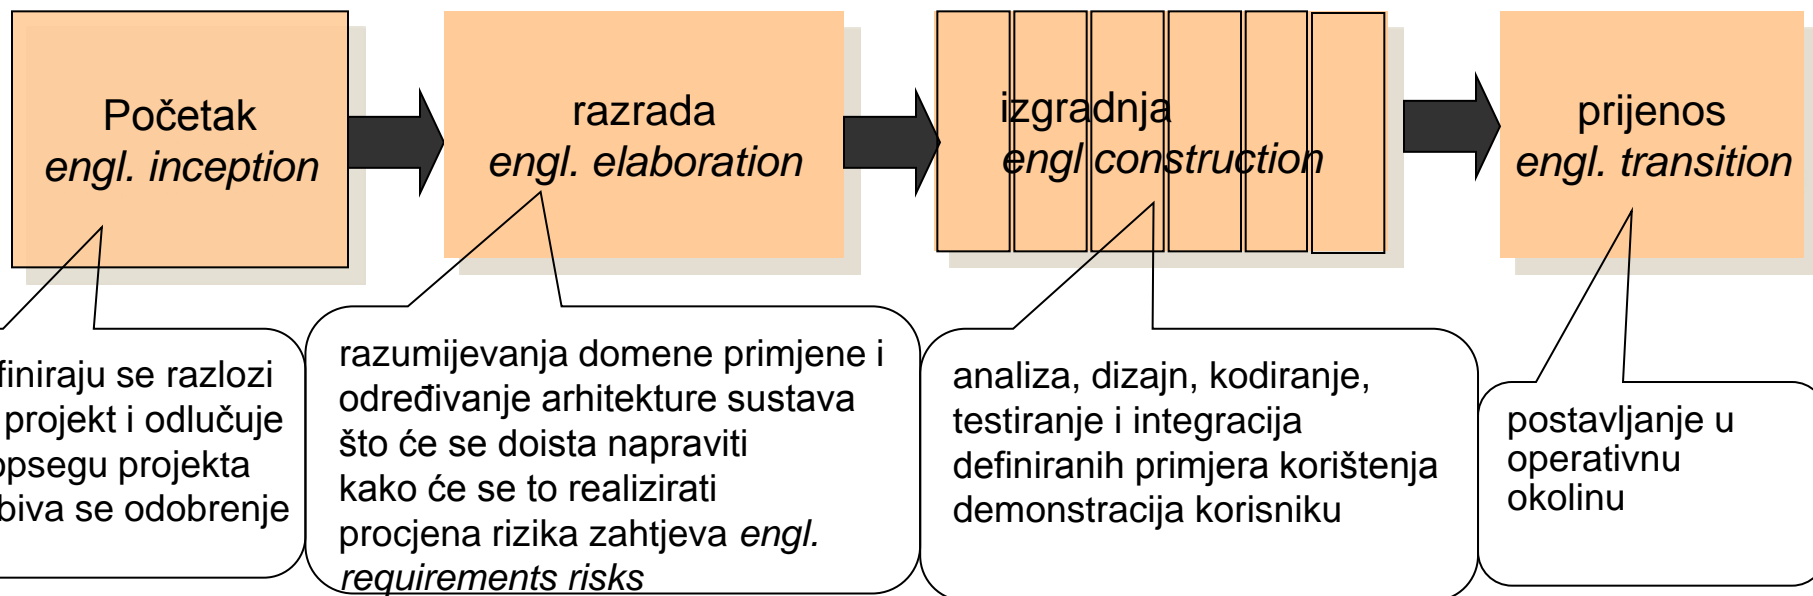 Početak
engl. inception
razrada
engl. elaboration
izgradnja
engl construction
prijenos
engl. transition
finiraju se razlozi
projekt i odlučuje
opsegu projekta
biva se odobrenje
razumijevanja domene primjene i
određivanje arhitekture sustava
što će se doista napraviti
kako će se to realizirati
procjena rizika zahtjeva engl.
requirements risks
analiza, dizajn, kodiranje,
testiranje i integracija
definiranih primjera korištenja
demonstracija korisniku
postavljanje u
operativnu
okolinu